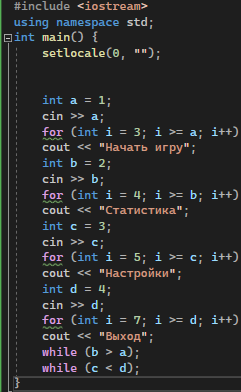 #include <iostream>
using namespace std;
int main() {
setlocale(0, "");
int a = 1;
cin >> a;
for (int i = 3; i >= a; i++)
cout << "Начать игру";
int b = 2;
cin >> b;
for (int i = 4; i >= b; i++)
cout << "Статистика";
int c = 3;
cin >> c;
for (int i = 5; i >= c; i++)
cout << "Настройки";
int d = 4;
cin >> d;
for (int i = 7; i >= d; i++)
cout << "Выход";
while (b > a);
while (c < d);
}